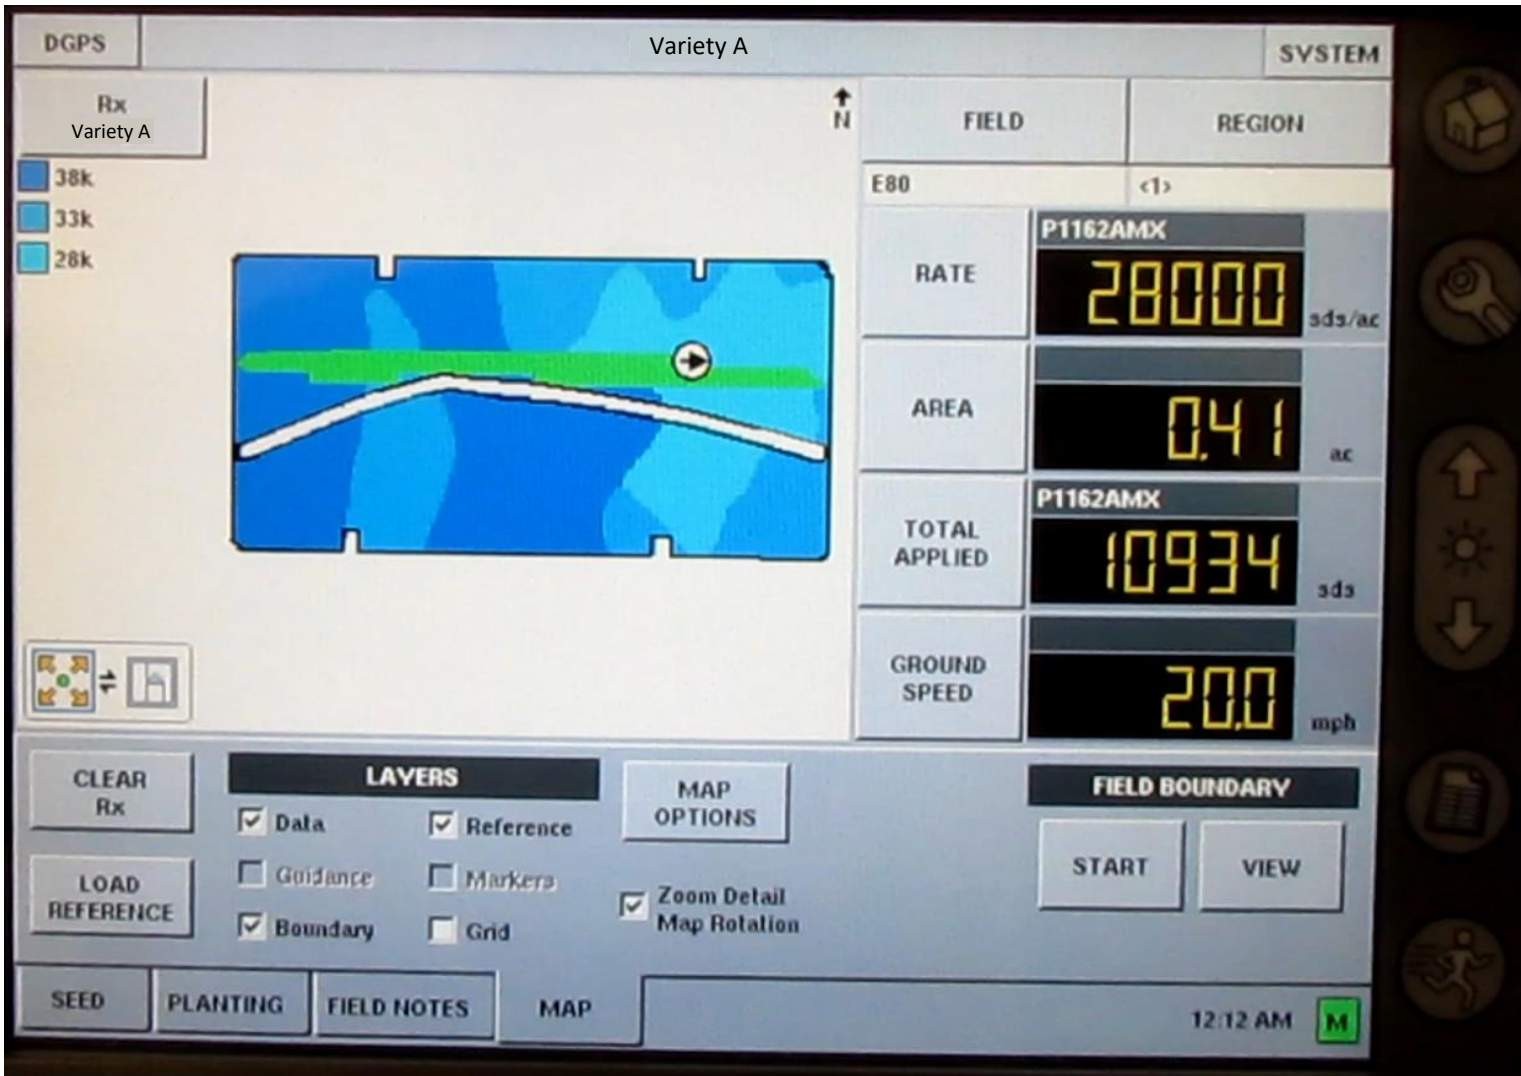 DGPS
Variety A
SYSTEM
Rx
Variety A
38k
33k
28k
N
FIELD
REGION
E80
<1>
RATE
P1162AMX
28000
sds/ac
AREA
0.41
ac
TOTAL
APPLIED
P1162AMX
10934
sds
GROUND
SPEED
20.0
mph
CLEAR
Rx
LOAD
REFERENCE
LAYERS
Data
Reference
Guidance
Markers
Boundary
Grid
MAP
OPTIONS
Zoom Detail
Map Rotation
FIELD BOUNDARY
START
VIEW
SEED
PLANTING
FIELD NOTES
MAP
12:12 AM
M